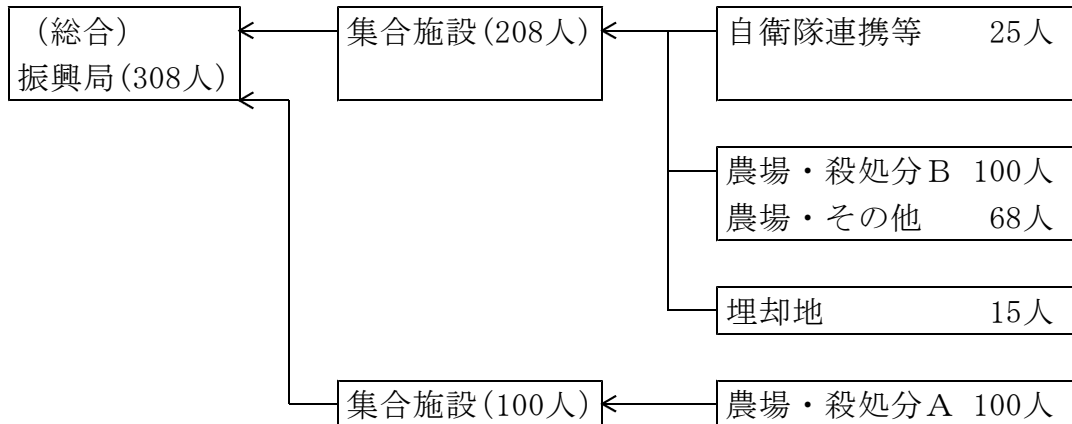 (総合)
振興局(308人)
集合施設(208人)
自衛隊連携等 25人
農場・殺処分B 100人
農場・その他 68人
埋却地 15人
集合施設(100人)
農場・殺処分A 100人